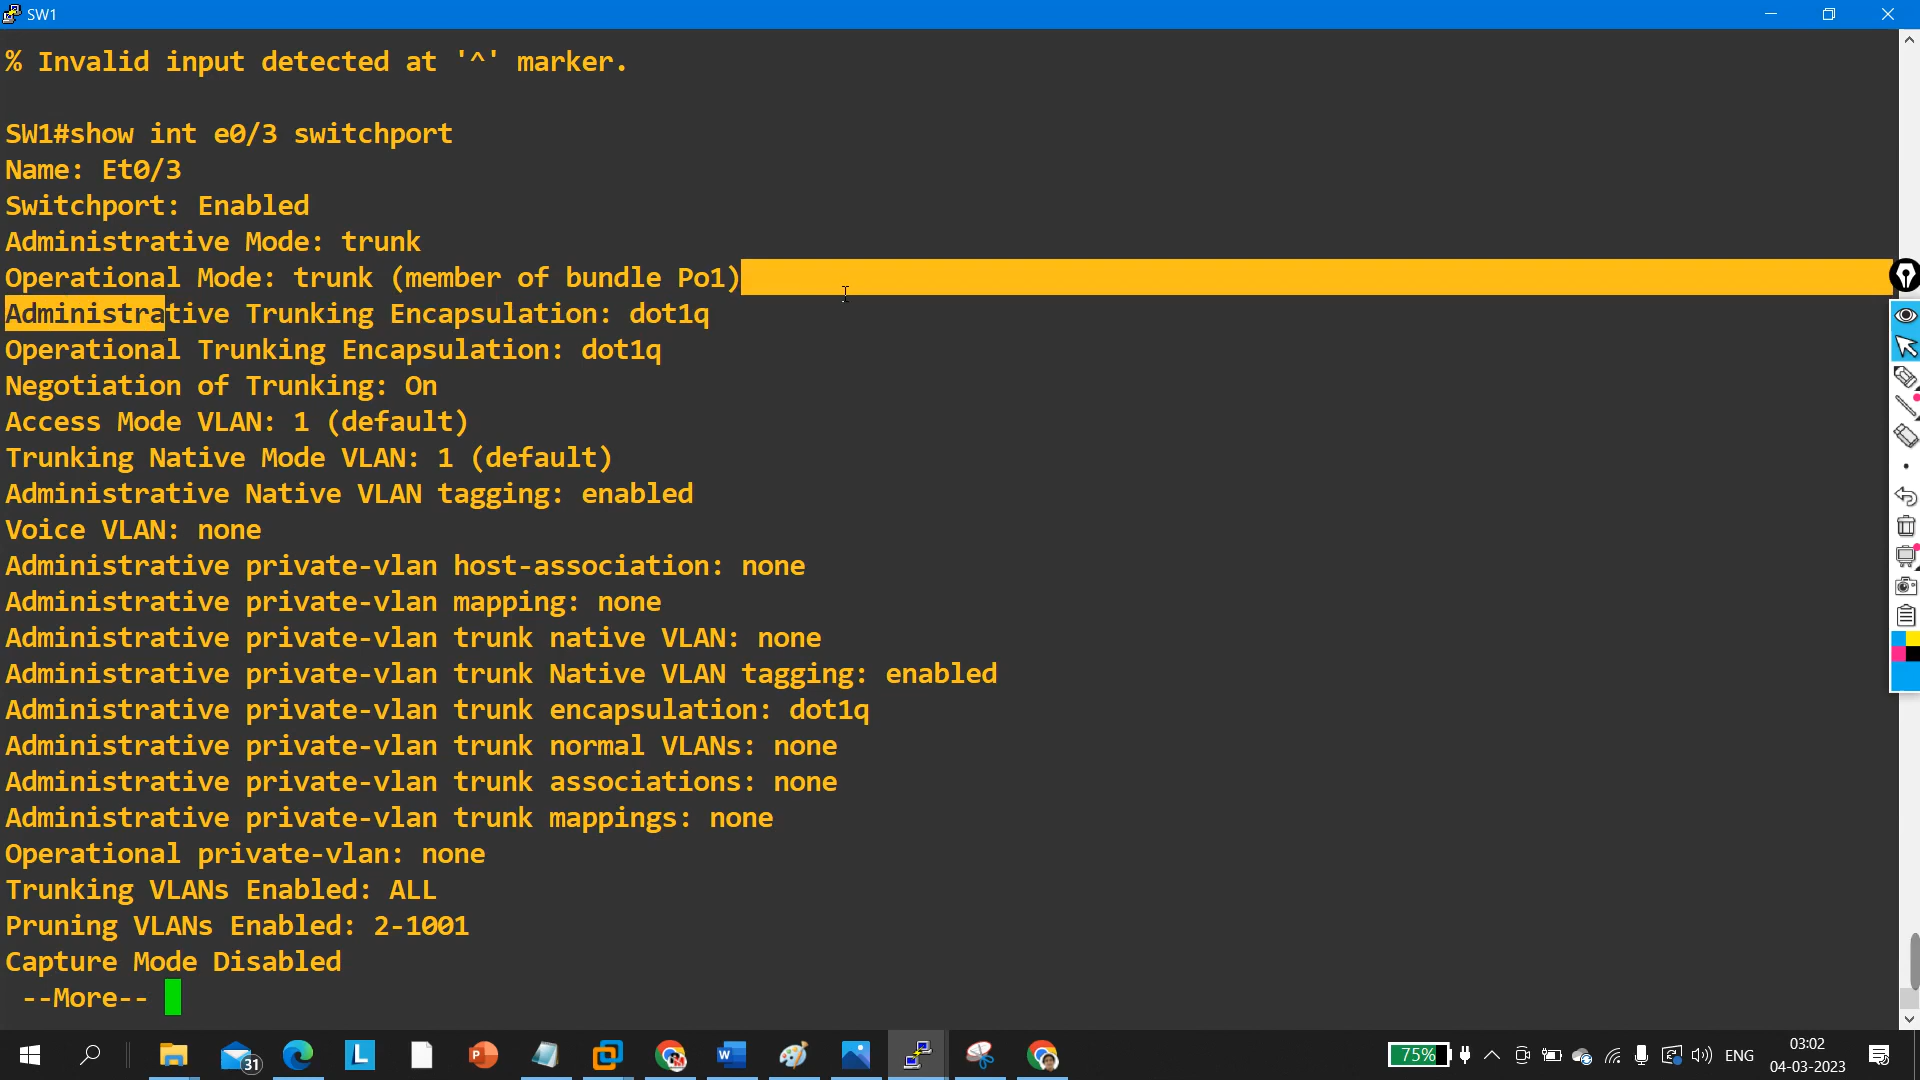 SW1
% Invalid input detected at '^' marker.
SW1#show int e0/3 switchport
Name: Et0/3
Switchport: Enabled
Administrative Mode: trunk
Operational Mode: trunk (member of bundle Po1)
Administrative Trunking Encapsulation: dot1q
Operational Trunking Encapsulation: dot1q
Negotiation of Trunking: On
Access Mode VLAN: 1 (default)
Trunking Native Mode VLAN: 1 (default)
Administrative Native VLAN tagging: enabled
Voice VLAN: none
Administrative private-vlan host-association: none
Administrative private-vlan mapping: none
Administrative private-vlan trunk native VLAN: none
Administrative private-vlan trunk Native VLAN tagging: enabled
Administrative private-vlan trunk encapsulation: dot1q
Administrative private-vlan trunk normal VLANs: none
Administrative private-vlan trunk associations: none
Administrative private-vlan trunk mappings: none
Operational private-vlan: none
Trunking VLANs Enabled: ALL
Pruning VLANs Enabled: 2-1001
Capture Mode Disabled
--More--
31
L
P
W
75%
ENG
03:02
04-03-2023